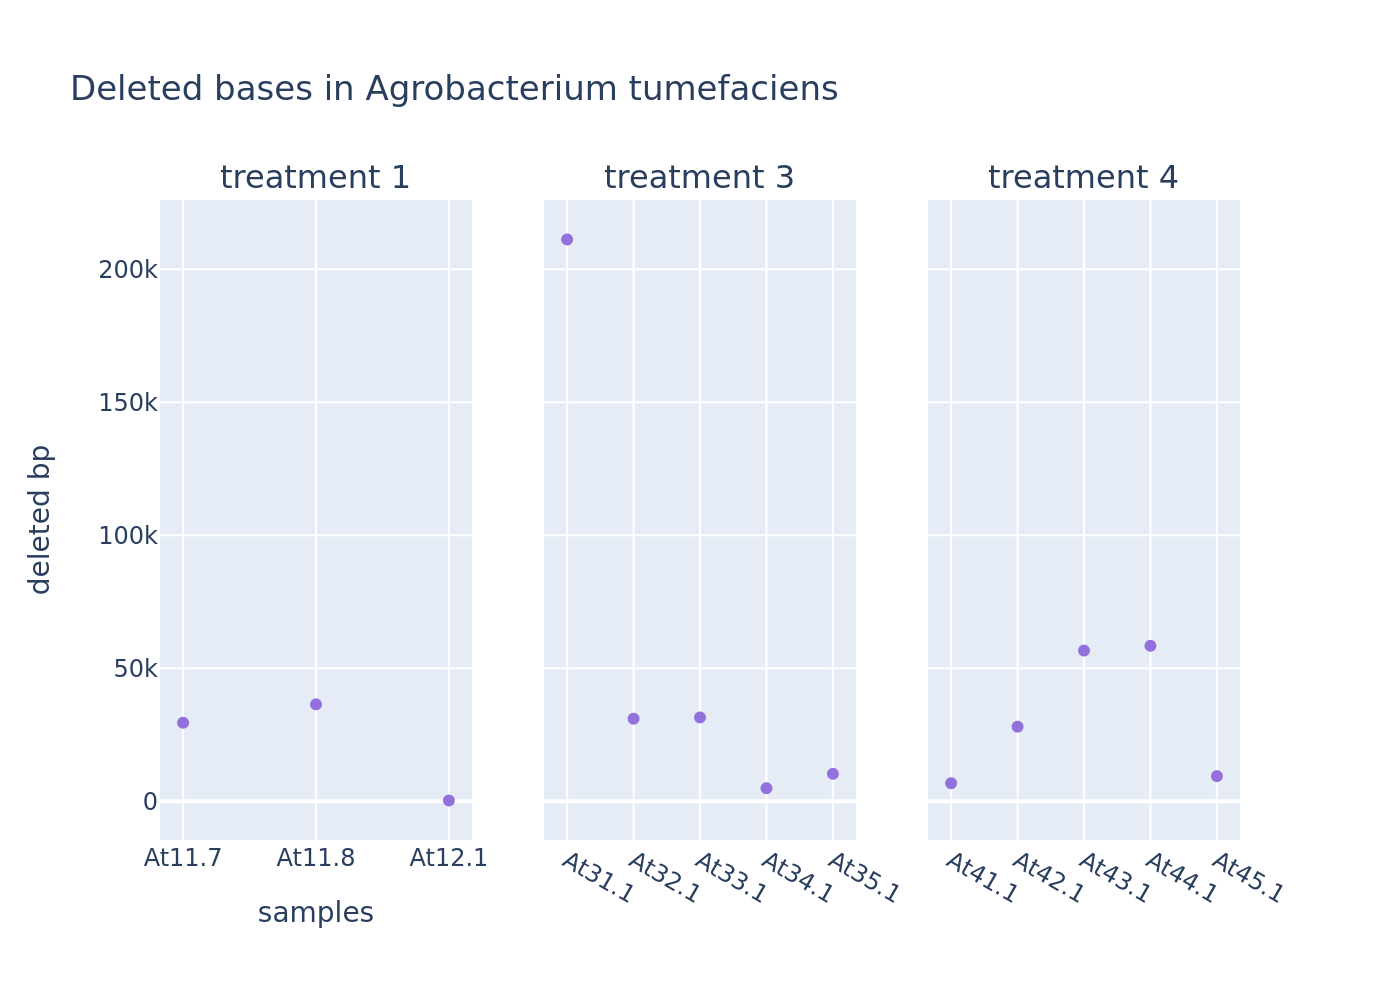 Deleted bases in Agrobacterium tumefaciens
treatment 1
treatment 3
treatment 4
200k
150k
100k
50k
0
deleted bp
At11.7
At11.8
At12.1
At31.1
At32.1
At33.1
At34.1
At35.1
At41.1
At42.1
At43.1
At44.1
At45.1
samples